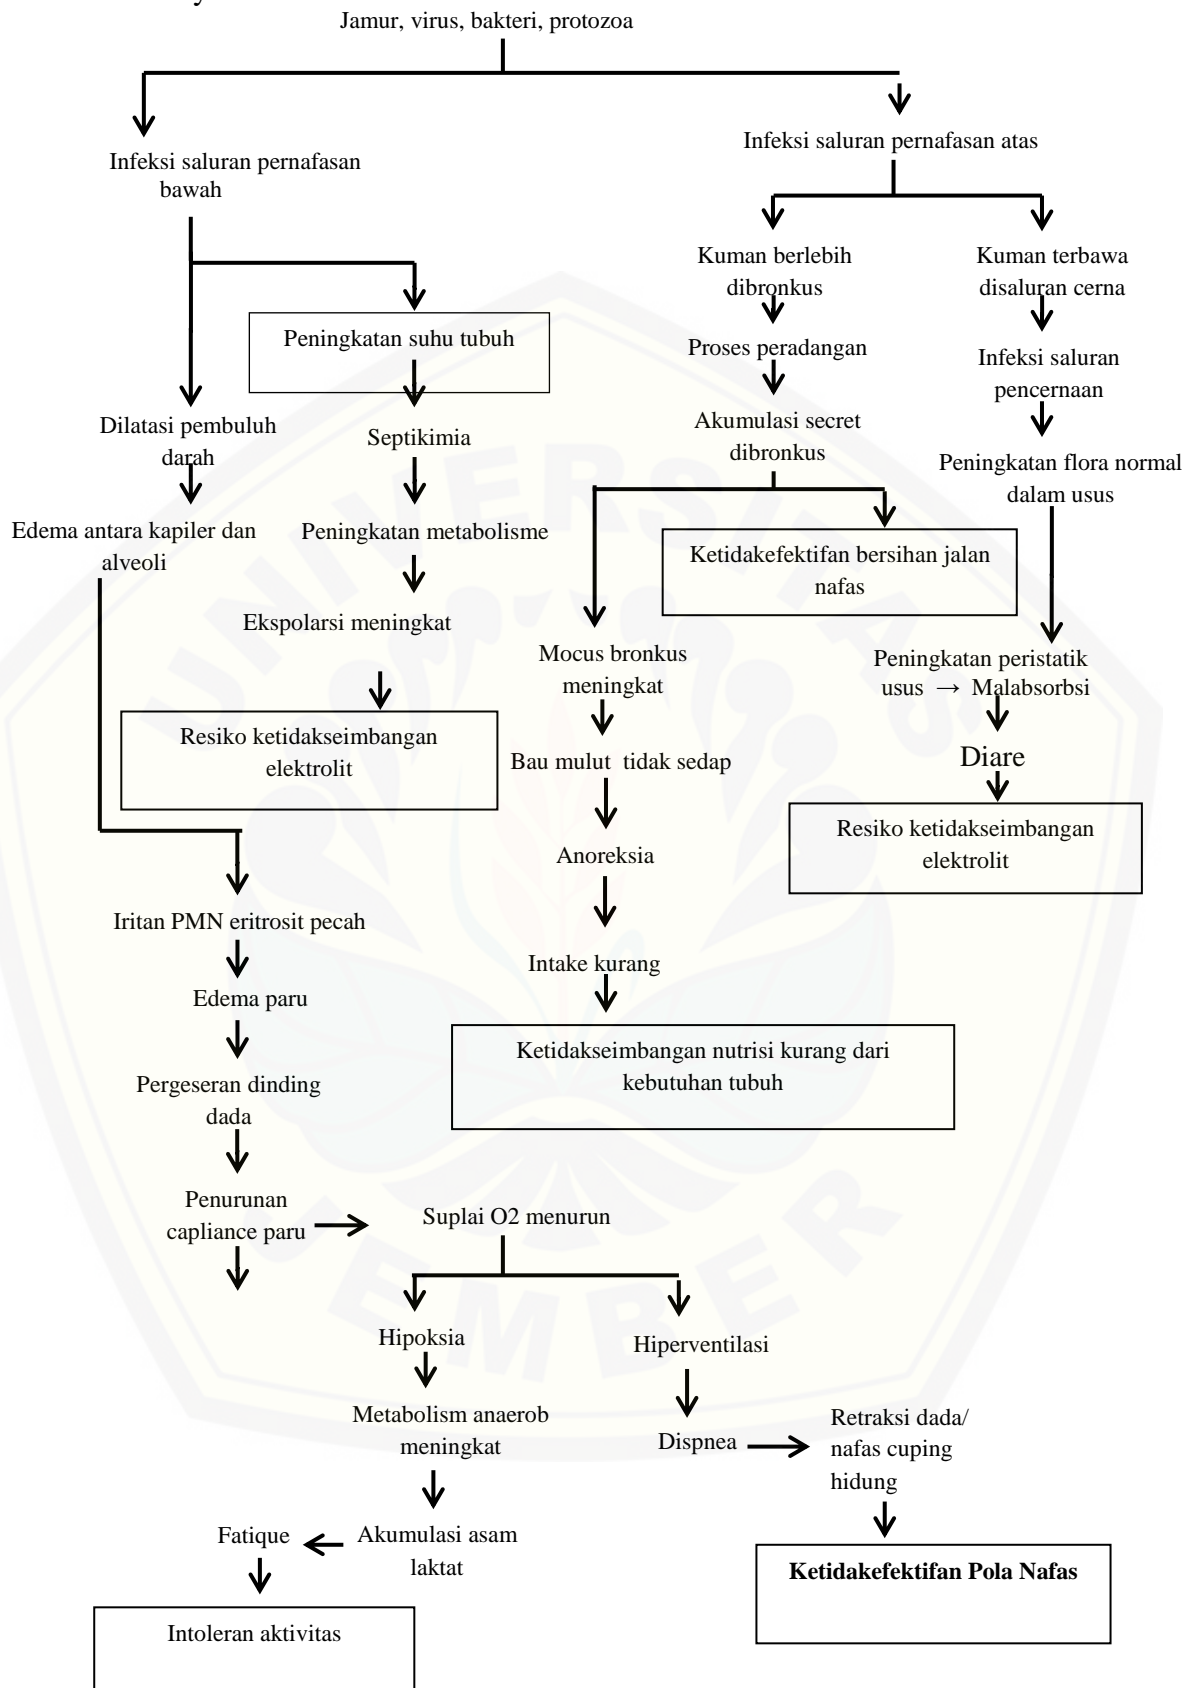 Jamur, virus, bakteri, protozoa
Infeksi saluran pernafasan
bawah
Infeksi saluran pernafasan atas
Kuman berlebih
dibronkus
Kuman terbawa
disaluran cerna
Peningkatan suhu tubuh
Proses peradangan
Infeksi saluran
pencernaan
Dilatasi pembuluh
darah
Septikimia
Akumulasi secret
dibronkus
Peningkatan flora normal
dalam usus
Edema antara kapiler dan
alveoli
Peningkatan metabolisme
Ketidakefektifan bersihan jalan
nafas
Ekspolarsi meningkat
Mocus bronkus
meningkat
Peningkatan peristatik
usus → Malabsorbsi
Resiko ketidakseimbangan
elektrolit
Bau mulut tidak sedap
Diare
Resiko ketidakseimbangan
elektrolit
Anoreksia
Iritan PMN eritrosit pecah
Intake kurang
Edema paru
Ketidakseimbangan nutrisi kurang dari
kebutuhan tubuh
Pergeseran dinding
dada
Penurunan
capliance paru
Suplai O2 menurun
Hipoksia
Hiperventilasi
Metabolism anaerob
meningkat
Dispnea
Retraksi dada/
nafas cuping
hidung
Fatique
Akumulasi asam
laktat
Ketidakefektifan Pola Nafas
Intoleran aktivitas
UNIVERSITAS
JEMBER